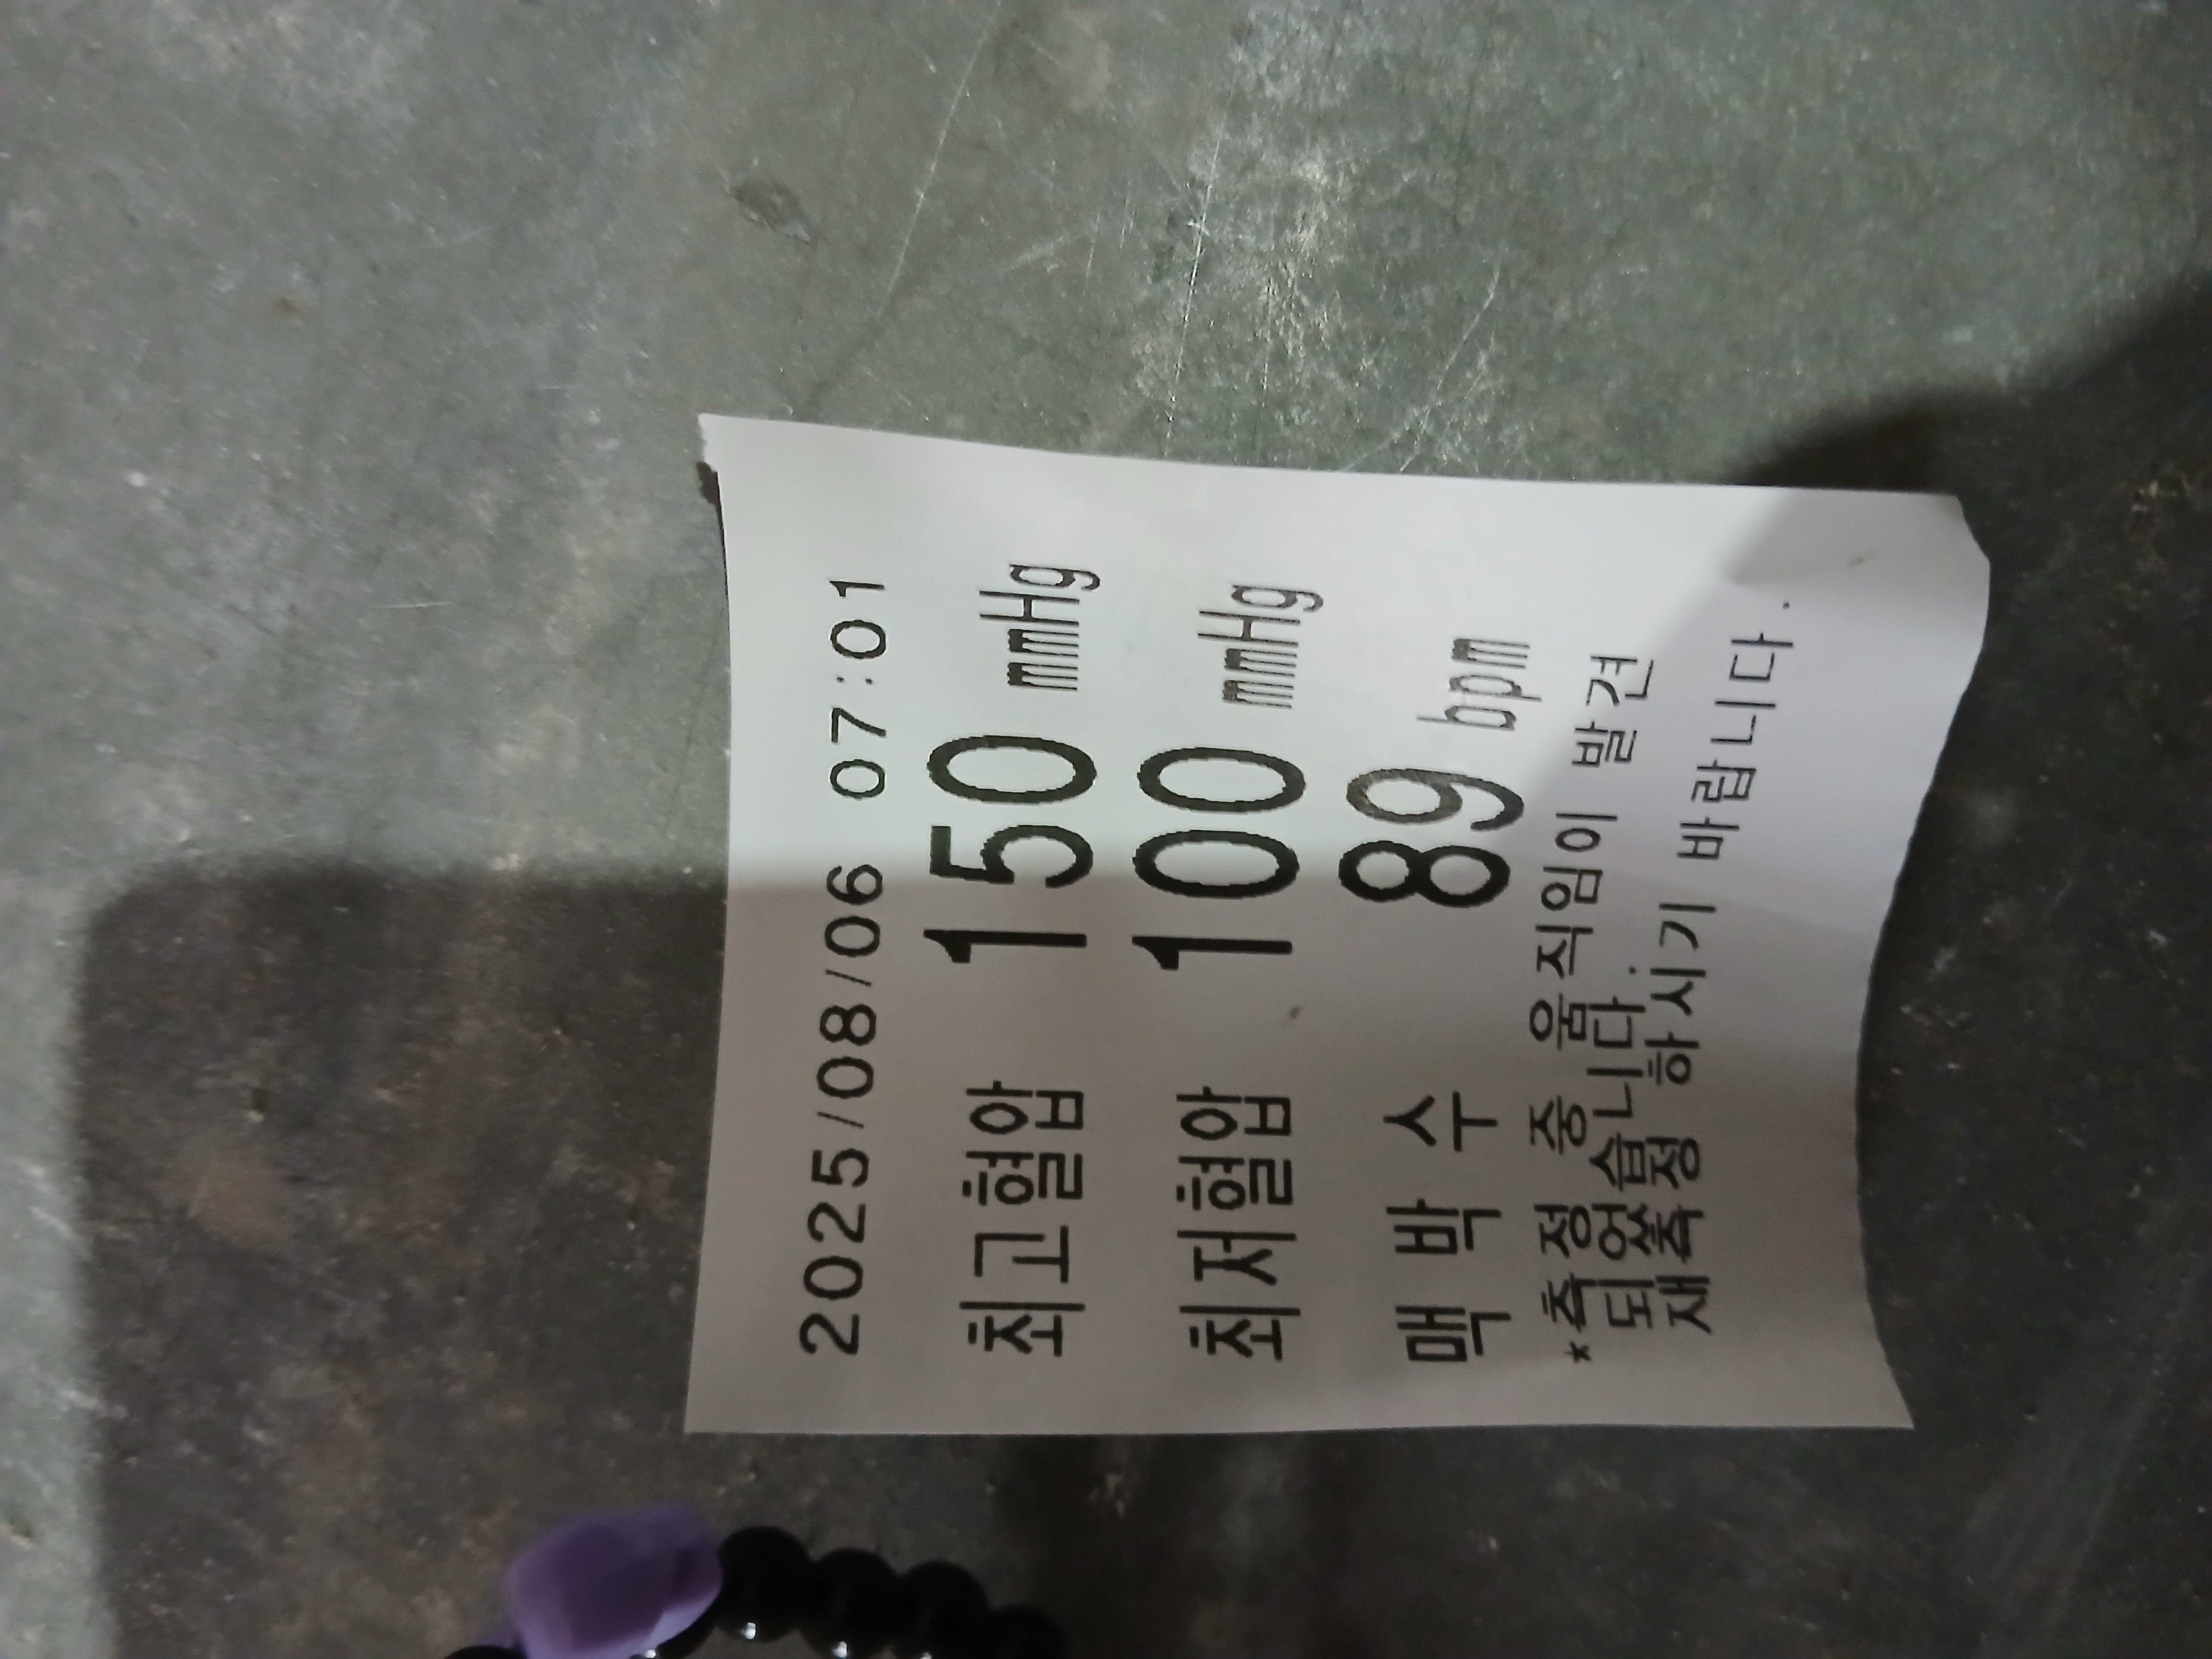 2025/08/06 07:01
최고혈압 150 mmHg
최저혈압 100 mmHg
맥 박 수 89 bpm
*측정 중 움직임이 발견
되었습니다.
재측정 하시기 바랍니다.